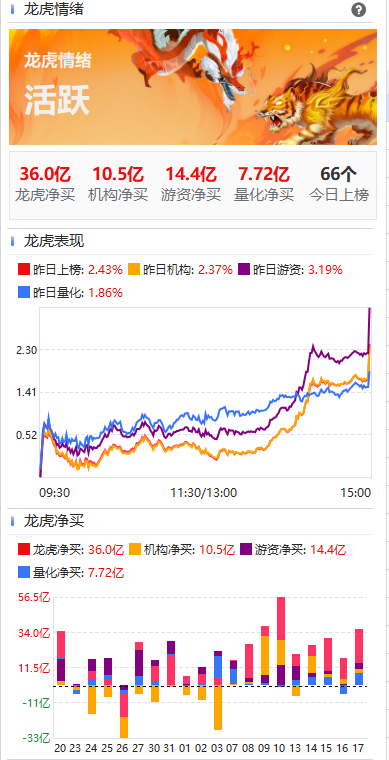 龙虎情绪
龙虎情绪
活跃
36.0亿 10.5亿 14.4亿 7.72亿 66个
龙虎净买 机构净买 游资净买 量化净买 今日上榜
龙虎表现
昨日上榜: 2.43% 昨日机构: 2.37% 昨日游资: 3.19%
昨日量化: 1.86%
2.30
1.41
0.52
09:30 11:30/13:00 15:00
龙虎净买
龙虎净买: 36.0亿 机构净买: 10.5亿 游资净买: 14.4亿
量化净买: 7.72亿
56.5亿
34.0亿
11.5亿
-11亿
-33亿
20 23 24 25 26 27 30 31 01 02 03 07 08 09 10 13 14 15 16 17